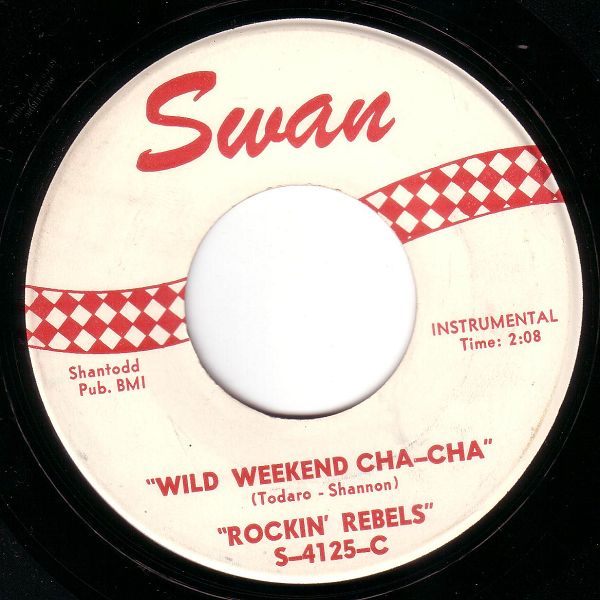 Swan
INSTRUMENTAL
Time: 2:08
Shantodd
Pub. BMI
"WILD WEEKEND CHA-CHA"
(Todaro - Shannon)
"ROCKIN' REBELS"
S-4125-C